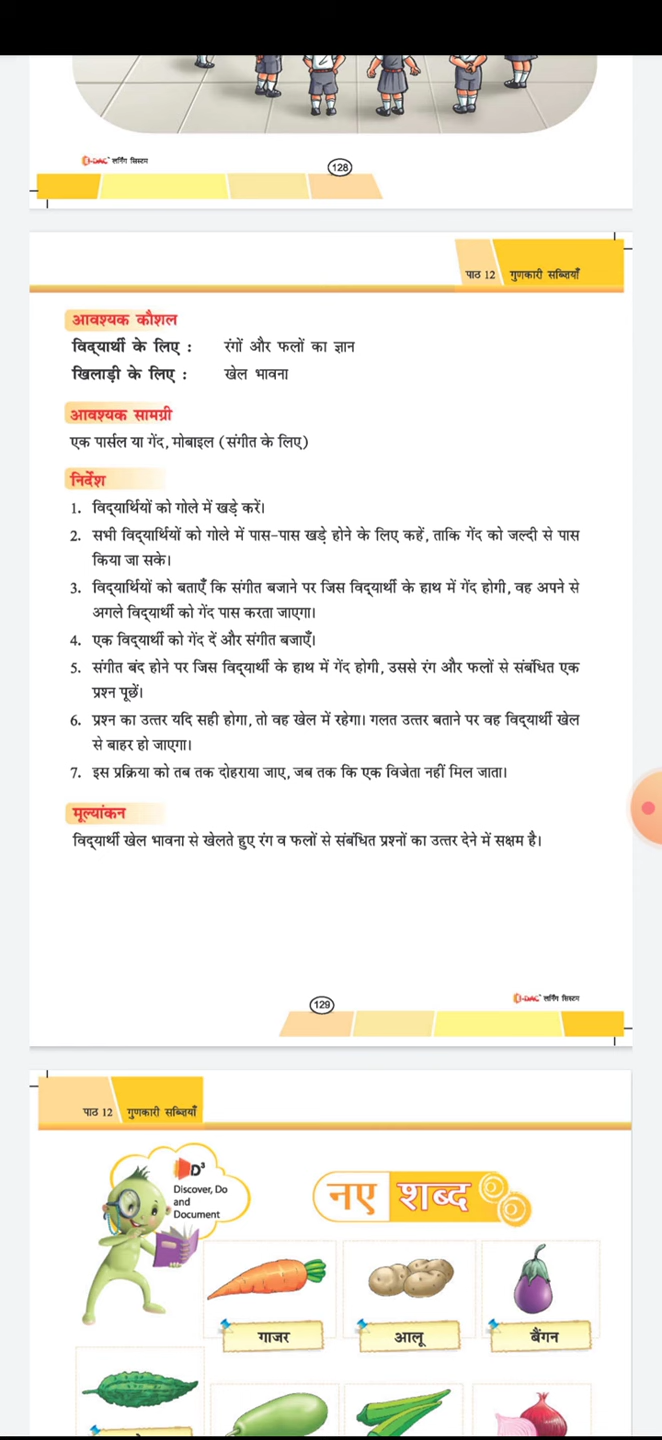 I-DAC लर्निंग सिस्टम
128
पाठ 12 गुणकारी सब्ज़ियाँ
आवश्यक कौशल
विद्यार्थी के लिए : रंगों और फलों का ज्ञान
खिलाड़ी के लिए : खेल भावना
आवश्यक सामग्री
एक पार्सल या गेंद, मोबाइल (संगीत के लिए)
निर्देश
1. विद्यार्थियों को गोले में खड़े करें।
2. सभी विद्यार्थियों को गोले में पास-पास खड़े होने के लिए कहें, ताकि गेंद को जल्दी से पास
किया जा सके।
3. विद्यार्थियों को बताएँ कि संगीत बजाने पर जिस विद्यार्थी के हाथ में गेंद होगी, वह अपने से
अगले विद्यार्थी को गेंद पास करता जाएगा।
4. एक विद्यार्थी को गेंद दें और संगीत बजाएँ।
5. संगीत बंद होने पर जिस विद्यार्थी के हाथ में गेंद होगी, उससे रंग और फलों से संबंधित एक
प्रश्न पूछें।
6. प्रश्न का उत्तर यदि सही होगा, तो वह खेल में रहेगा। गलत उत्तर बताने पर वह विद्यार्थी खेल
से बाहर हो जाएगा।
7. इस प्रक्रिया को तब तक दोहराया जाए, जब तक कि एक विजेता नहीं मिल जाता।
मूल्यांकन
विद्यार्थी खेल भावना से खेलते हुए रंग व फलों से संबंधित प्रश्नों का उत्तर देने में सक्षम है।
129
I-DAC लर्निंग सिस्टम
पाठ 12 गुणकारी सब्ज़ियाँ
D³
Discover, Do
and
Document
नए शब्द
गाजर
आलू
बैंगन